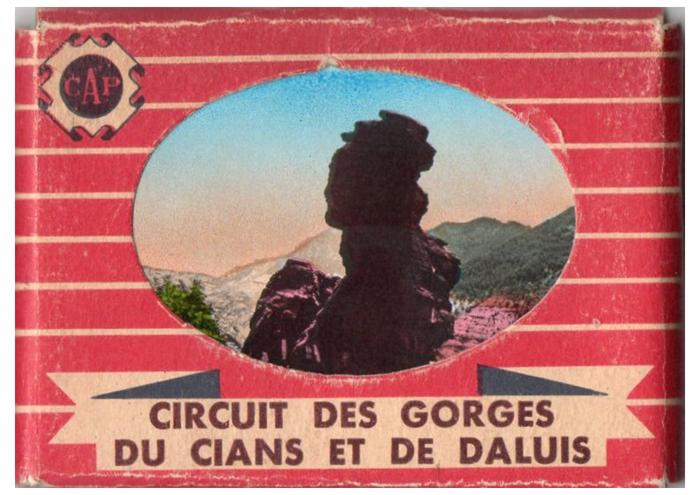 CAP
CIRCUIT DES GORGES
DU CIANS ET DE DALUIS